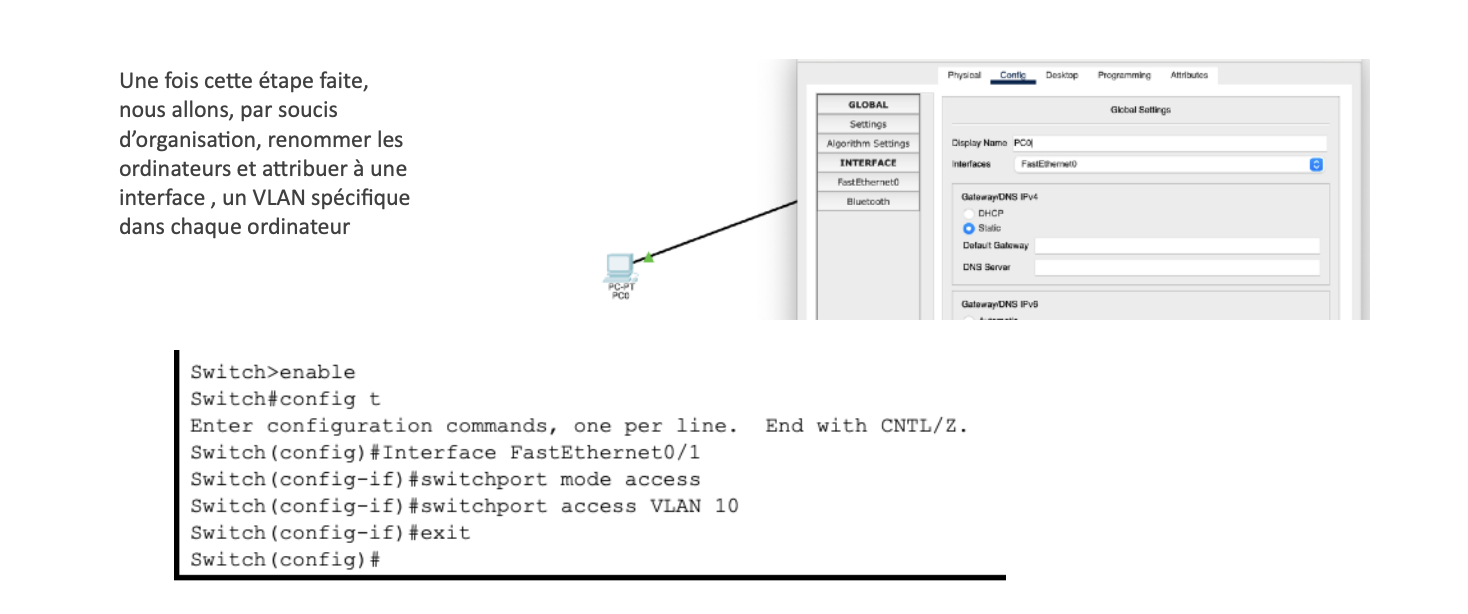 Une fois cette étape faite,
nous allons, par soucis
d’organisation, renommer les
ordinateurs et attribuer à une
interface , un VLAN spécifique
dans chaque ordinateur
Physical Config Desktop Programming Attributes
GLOBAL
Settings
Algorithm Settings
INTERFACE
FastEthernet0
Bluetooth
Global Settings
Display Name PC0
Interfaces FastEthernet0
Gateway/DNS IPv4
DHCP
Static
Default Gateway
DNS Server
Gateway/DNS IPv6
PC-PT
PC0
Switch>enable
Switch#config t
Enter configuration commands, one per line.  End with CNTL/Z.
Switch(config)#Interface FastEthernet0/1
Switch(config-if)#switchport mode access
Switch(config-if)#switchport access VLAN 10
Switch(config-if)#exit
Switch(config)#